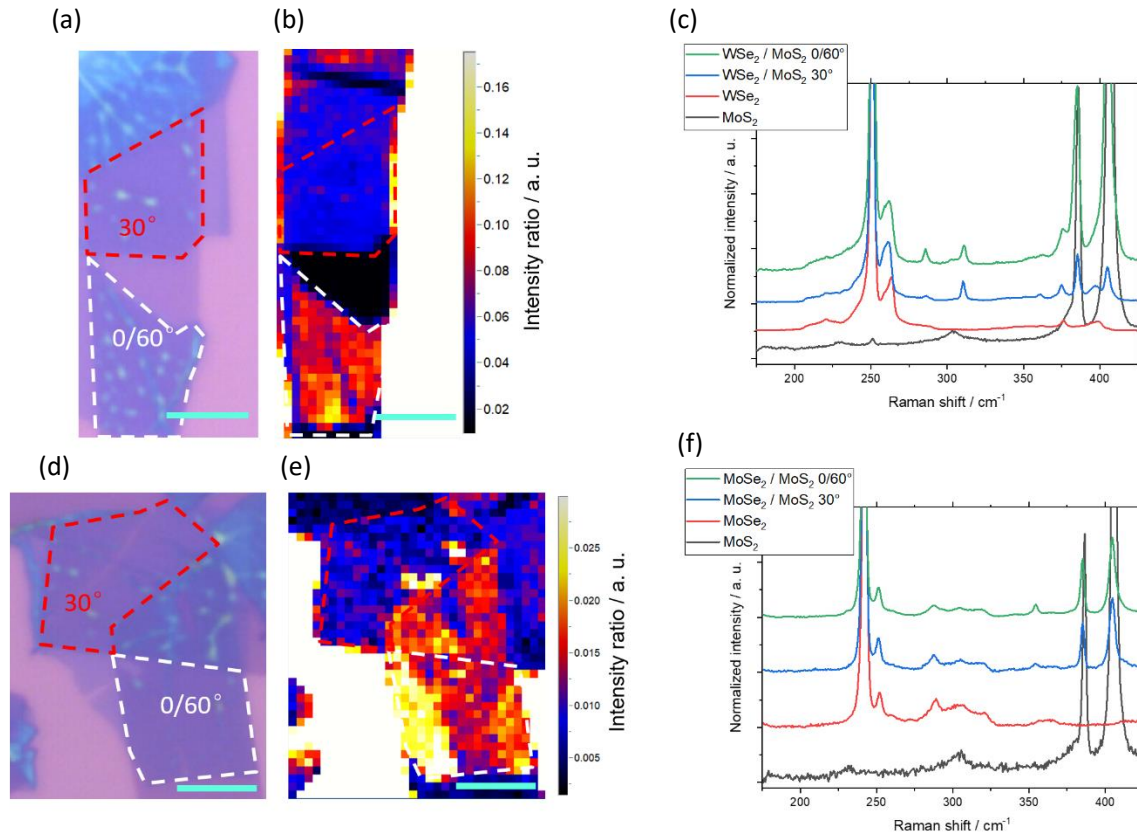 (a)
(b)
(c)
30°
0/60°
0.16
0.14
0.12
0.10
0.08
0.06
0.04
0.02
Intensity ratio / a. u.
WSe₂ / MoS₂ 0/60°
WSe₂ / MoS₂ 30°
WSe₂
MoS₂
Normalized intensity / a. u.
200 250 300 350 400
Raman shift / cm⁻¹
(d)
(e)
(f)
30°
0/60°
0.025
0.020
0.015
0.010
0.005
Intensity ratio / a. u.
MoSe₂ / MoS₂ 0/60°
MoSe₂ / MoS₂ 30°
MoSe₂
MoS₂
Normalized intensity / a. u.
200 250 300 350 400
Raman shift / cm⁻¹